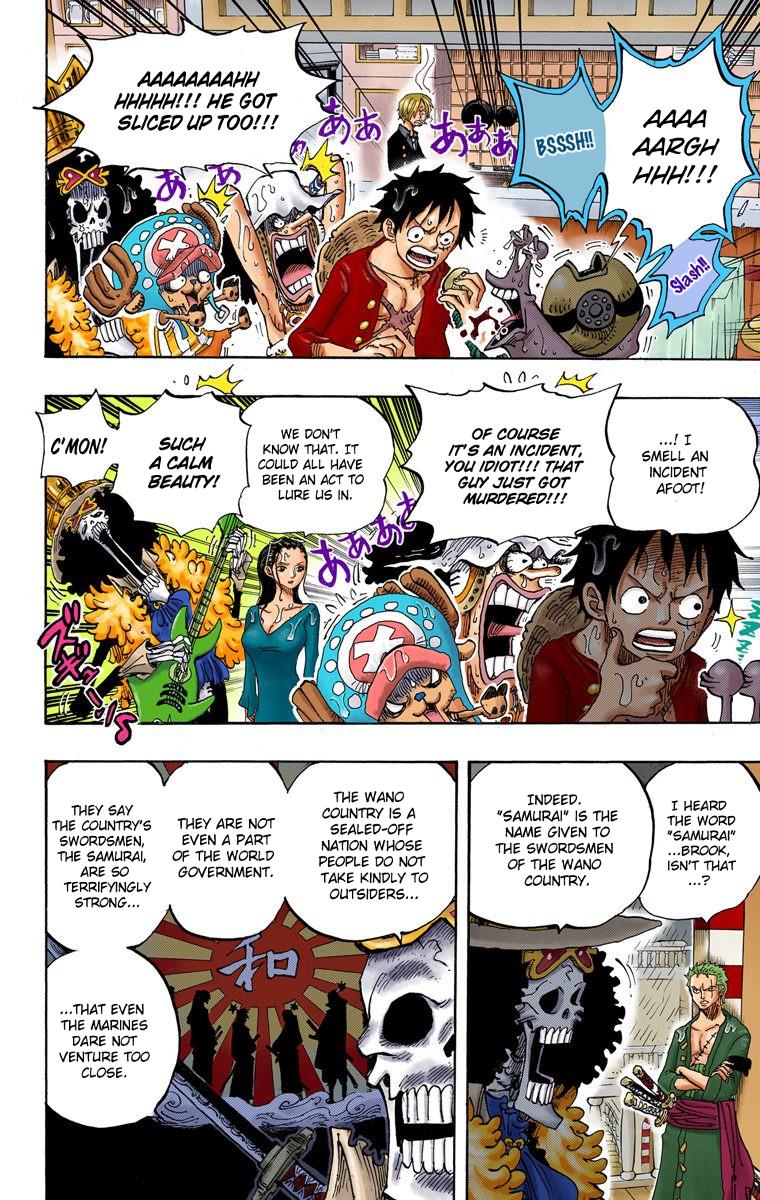 AAAA
AARGH
HHH!!!
BSSSH!!
Slash!!
AAAAAAAAHH
HHHHH!!! HE GOT
SLICED UP TOO!!!
あぁ
ああ
あああ
...! I
SMELL AN
INCIDENT
AFOOT!
OF COURSE
IT'S AN INCIDENT,
YOU IDIOT!!! THAT
GUY JUST GOT
MURDERED!!!
WE DON'T
KNOW THAT. IT
COULD ALL HAVE
BEEN AN ACT TO
LURE US IN.
SUCH
A CALM
BEAUTY!
C'MON!
I HEARD
THE WORD
"SAMURAI"
...BROOK,
ISN'T THAT
...?
INDEED.
"SAMURAI" IS THE
NAME GIVEN TO
THE SWORDSMEN
OF THE WANO
COUNTRY.
THE WANO
COUNTRY IS A
SEALED-OFF
NATION WHOSE
PEOPLE DO NOT
TAKE KINDLY TO
OUTSIDERS...
THEY ARE NOT
EVEN A PART OF
THE WORLD
GOVERNMENT.
THEY SAY
THE COUNTRY'S
SWORDSMEN,
THE SAMURAI,
ARE SO
TERRIFYINGLY
STRONG...
和
...THAT EVEN
THE MARINES
DARE NOT
VENTURE TOO
CLOSE.